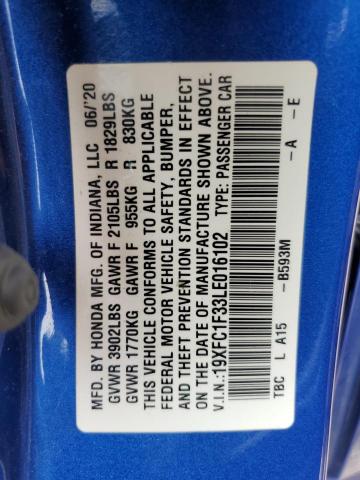 MFD. BY HONDA MFG. OF INDIANA, LLC 06/'20
GVWR 3902LBS GAWR F 2105LBS R 1829LBS
GVWR 1770KG GAWR F 955KG R 830KG
THIS VEHICLE CONFORMS TO ALL APPLICABLE
FEDERAL MOTOR VEHICLE SAFETY, BUMPER,
AND THEFT PREVENTION STANDARDS IN EFFECT
ON THE DATE OF MANUFACTURE SHOWN ABOVE.
V.I.N.:19XFC1F33LE016102 TYPE: PASSENGER CAR
-B593M -A -E
TBC L A15